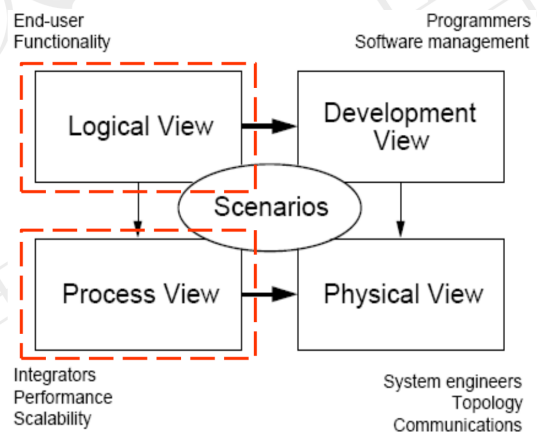 End-user
Functionality
Programmers
Software management
Logical View
Development
View
Scenarios
Process View
Physical View
Integrators
Performance
Scalability
System engineers
Topology
Communications